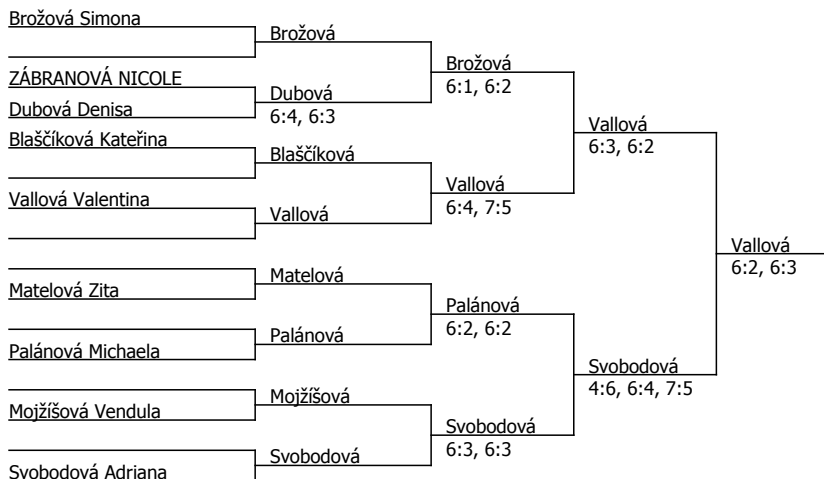 Brožová Simona
ZÁBRANOVÁ NICOLE
Dubová Denisa
Blaščíková Kateřina
Vallová Valentina
Matelová Zita
Palánová Michaela
Mojžíšová Vendula
Svobodová Adriana
Brožová
Dubová
6:4, 6:3
Blaščíková
Vallová
Matelová
Palánová
Mojžíšová
Svobodová
Brožová
6:1, 6:2
Vallová
6:4, 7:5
Palánová
6:2, 6:2
Svobodová
6:3, 6:3
Vallová
6:3, 6:2
Svobodová
4:6, 6:4, 7:5
Vallová
6:2, 6:3